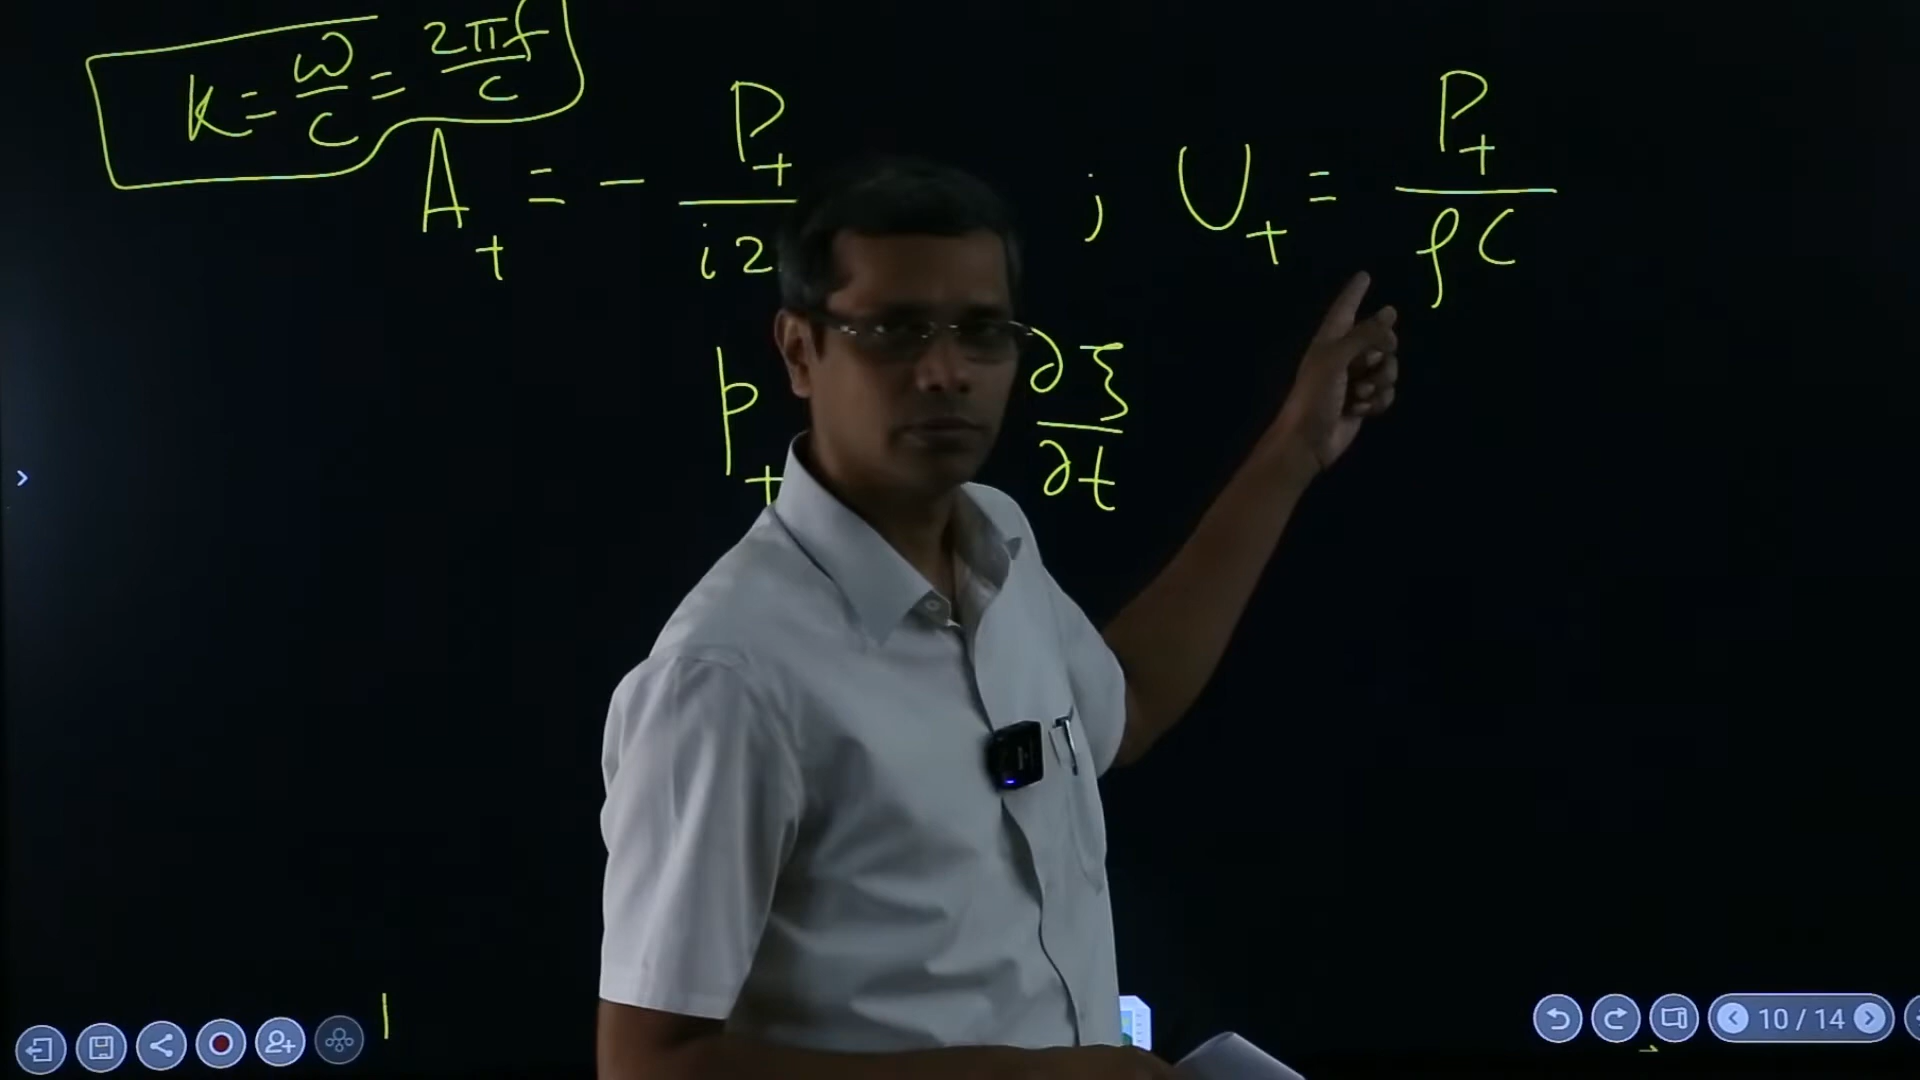 K = ω/c = 2πf/c
A₊ = - P₊/i2 ; U₊ = P₊/ρC
p₊ ∂ξ/∂t
10 / 14